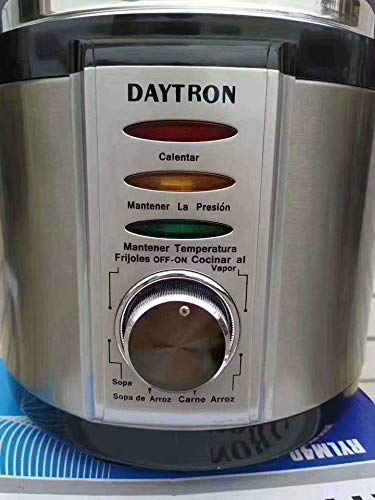 DAYTRON
Calentar
Mantener La Presión
Mantener Temperatura
Frijoles OFF-ON Cocinar al
Vapor
Sopa
Sopa de Arroz Carne Arroz
RYLMAR